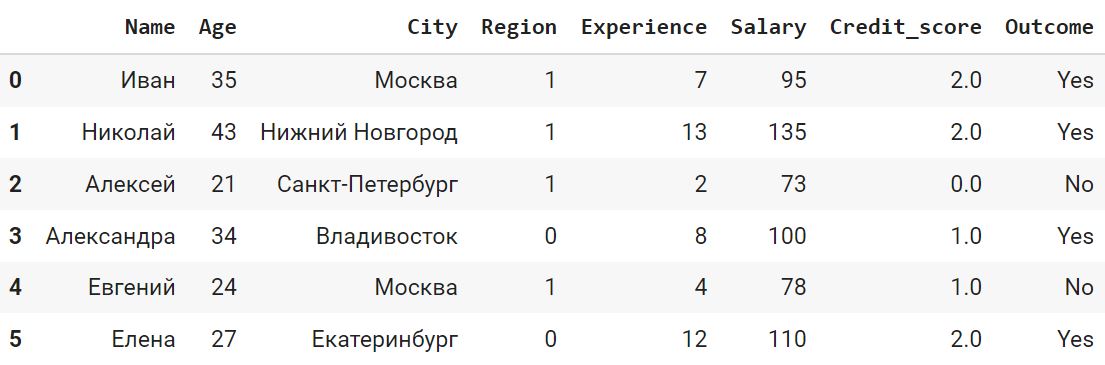 Name Age City Region Experience Salary Credit_score Outcome
0 Иван 35 Москва 1 7 95 2.0 Yes
1 Николай 43 Нижний Новгород 1 13 135 2.0 Yes
2 Алексей 21 Санкт-Петербург 1 2 73 0.0 No
3 Александра 34 Владивосток 0 8 100 1.0 Yes
4 Евгений 24 Москва 1 4 78 1.0 No
5 Елена 27 Екатеринбург 0 12 110 2.0 Yes